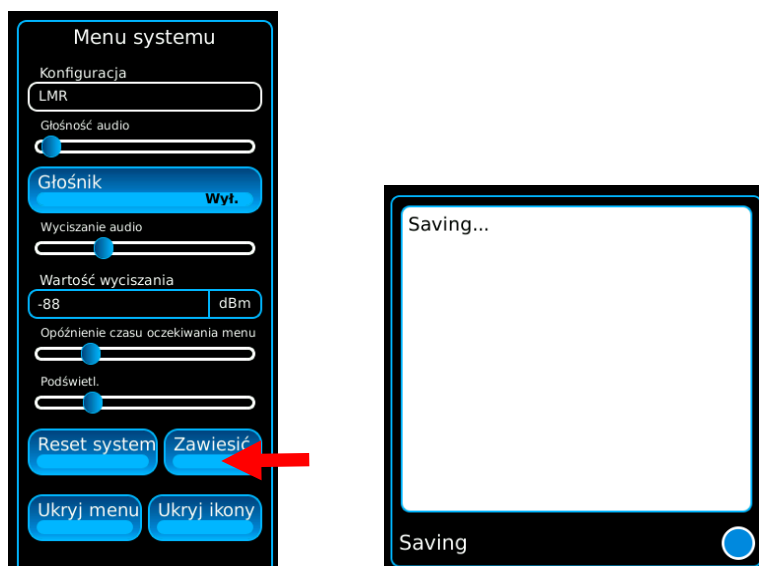 Menu systemu
Konfiguracja
LMR
Głośność audio
Głośnik
Wył.
Wyciszanie audio
Wartość wyciszania
-88 dBm
Opóźnienie czasu oczekiwania menu
Podświetl.
Reset system Zawiesić
Ukryj menu Ukryj ikony
Saving...
Saving